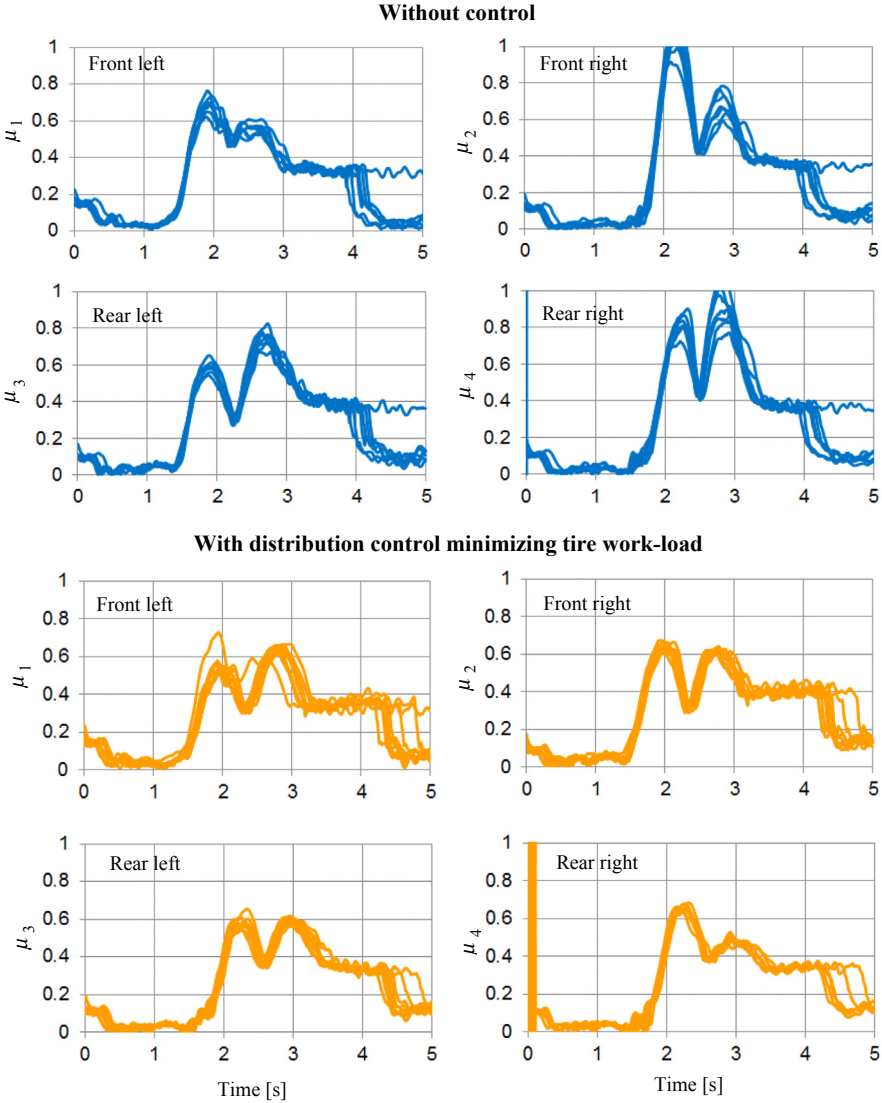 Without control
Front left
μ1
1
0.8
0.6
0.4
0.2
0
0 1 2 3 4 5
Front right
μ2
1
0.8
0.6
0.4
0.2
0
0 1 2 3 4 5
Rear left
μ3
1
0.8
0.6
0.4
0.2
0
0 1 2 3 4 5
Rear right
μ4
1
0.8
0.6
0.4
0.2
0
0 1 2 3 4 5
With distribution control minimizing tire work-load
Front left
μ1
1
0.8
0.6
0.4
0.2
0
0 1 2 3 4 5
Front right
μ2
1
0.8
0.6
0.4
0.2
0
0 1 2 3 4 5
Rear left
μ3
1
0.8
0.6
0.4
0.2
0
0 1 2 3 4 5
Time [s]
Rear right
μ4
1
0.8
0.6
0.4
0.2
0
0 1 2 3 4 5
Time [s]